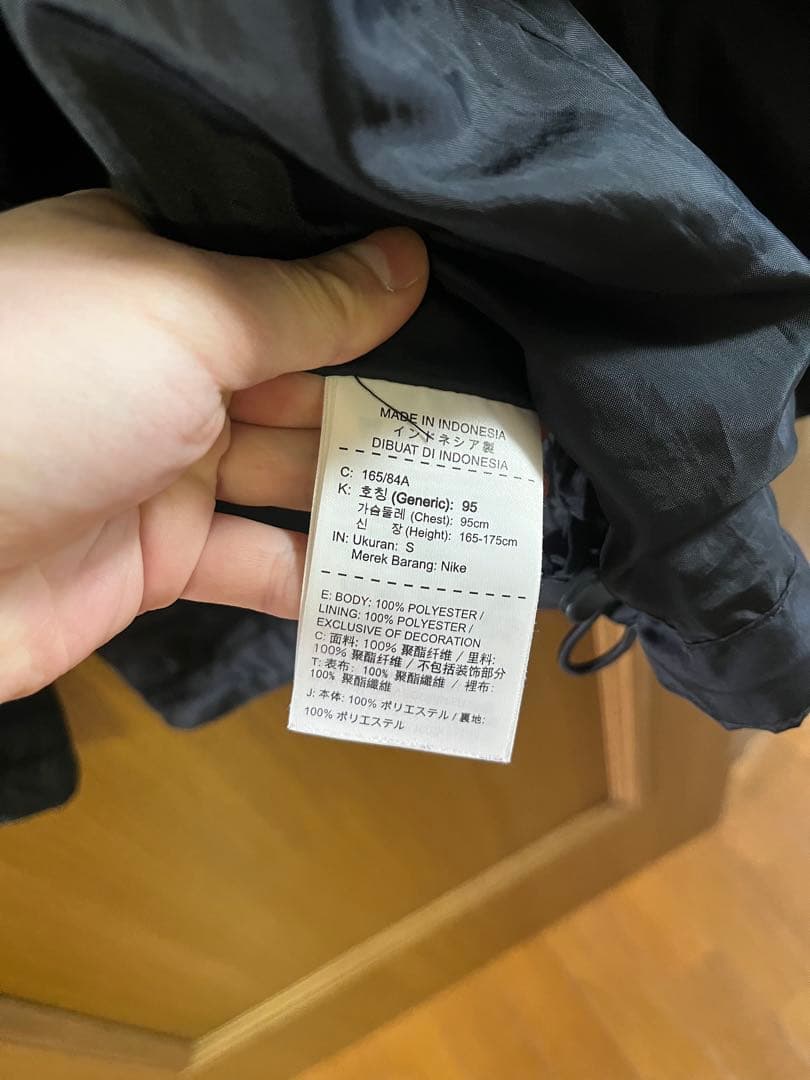 MADE IN INDONESIA
インドネシア製
DIBUAT DI INDONESIA
C: 165/84A
K: 호칭 (Generic): 95
가슴둘레 (Chest): 95cm
신 장 (Height): 165-175cm
IN: Ukuran: S
Merek Barang: Nike
E: BODY: 100% POLYESTER /
LINING: 100% POLYESTER /
EXCLUSIVE OF DECORATION
C: 面料: 100% 聚酯纤维 / 里料:
100% 聚酯纤维 / 不包括装饰部分
T: 表布: 100% 聚酯纖維 / 裡布:
100% 聚酯纖維
J: 本体: 100% ポリエステル / 裏地:
100% ポリエステル